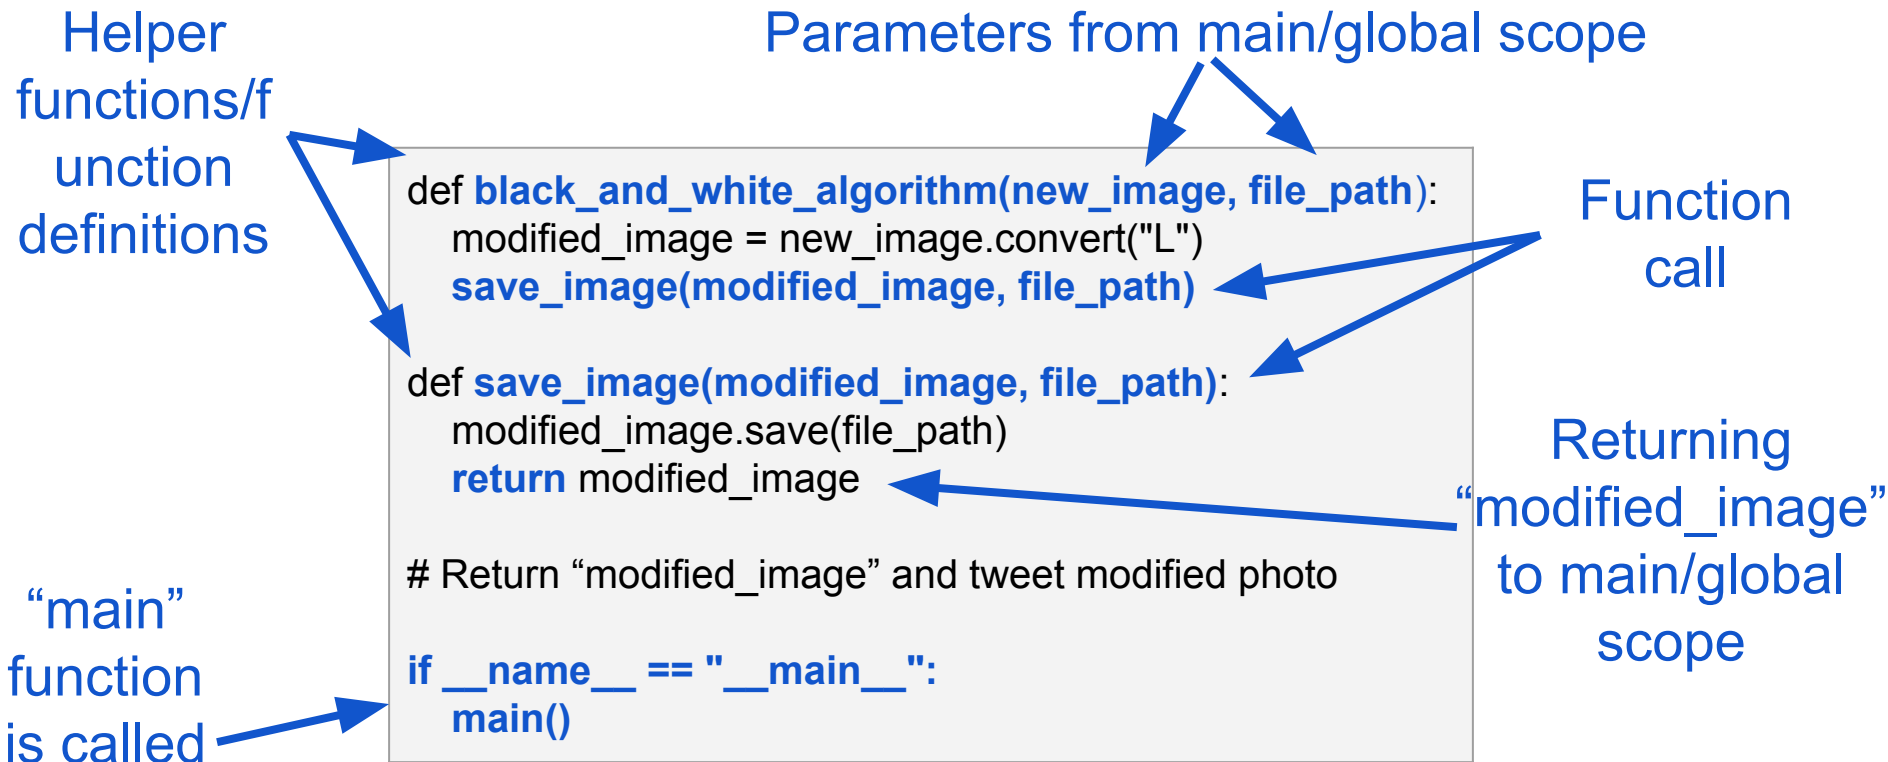 Helper
functions/f
unction
definitions
Parameters from main/global scope
def black_and_white_algorithm(new_image, file_path):
modified_image = new_image.convert("L")
save_image(modified_image, file_path)
def save_image(modified_image, file_path):
modified_image.save(file_path)
return modified_image
# Return “modified_image” and tweet modified photo
if __name__ == "__main__":
main()
Function
call
Returning
“modified_image”
to main/global
scope
“main”
function
is called